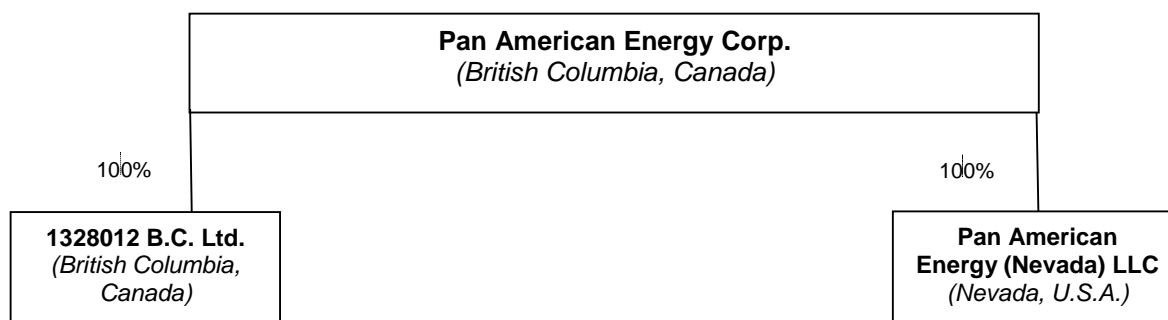 Pan American Energy Corp.
(British Columbia, Canada)
100%
100%
1328012 B.C. Ltd.
(British Columbia,
Canada)
Pan American
Energy (Nevada) LLC
(Nevada, U.S.A.)